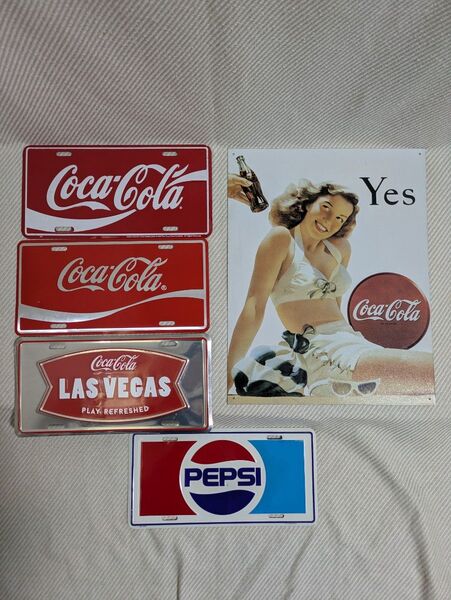 Coca-Cola
Coca-Cola
Coca-Cola
LAS VEGAS
PLAY REFRESHED
Yes
Coca-Cola
PEPSI